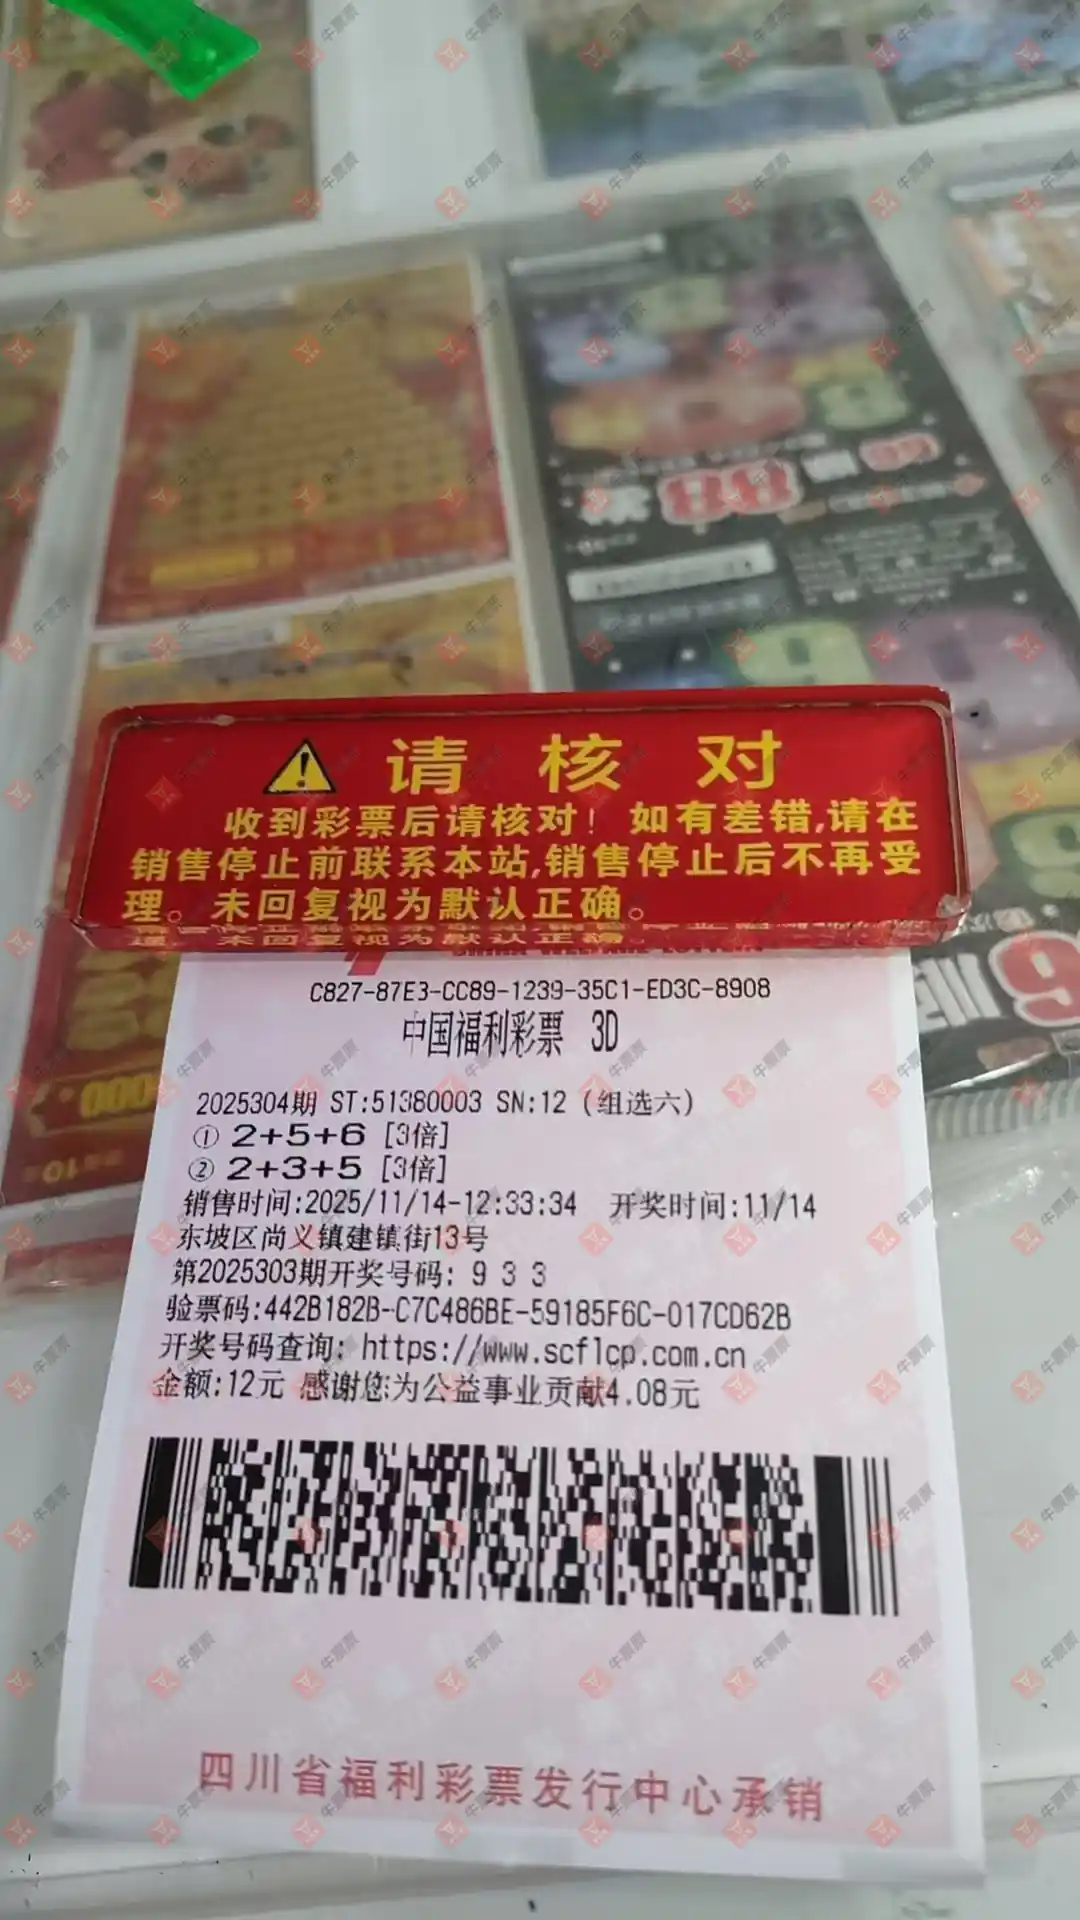 请核对
收到彩票后请核对！如有差错,请在
销售停止前联系本站,销售停止后不再受
理。未回复视为默认正确。
C827-87E3-CC89-1239-35C1-ED3C-8908
中国福利彩票 3D
2025304期 ST:51380003 SN:12 (组选六)
① 2+5+6 [3倍]
② 2+3+5 [3倍]
销售时间:2025/11/14-12:33:34 开奖时间:11/14
东坡区尚义镇建镇街13号
第2025303期开奖号码: 9 3 3
验票码:442B182B-C7C486BE-59185F6C-017CD62B
开奖号码查询: https://www.scflcp.com.cn
金额:12元 感谢您为公益事业贡献4.08元
四川省福利彩票发行中心承销
牛票票